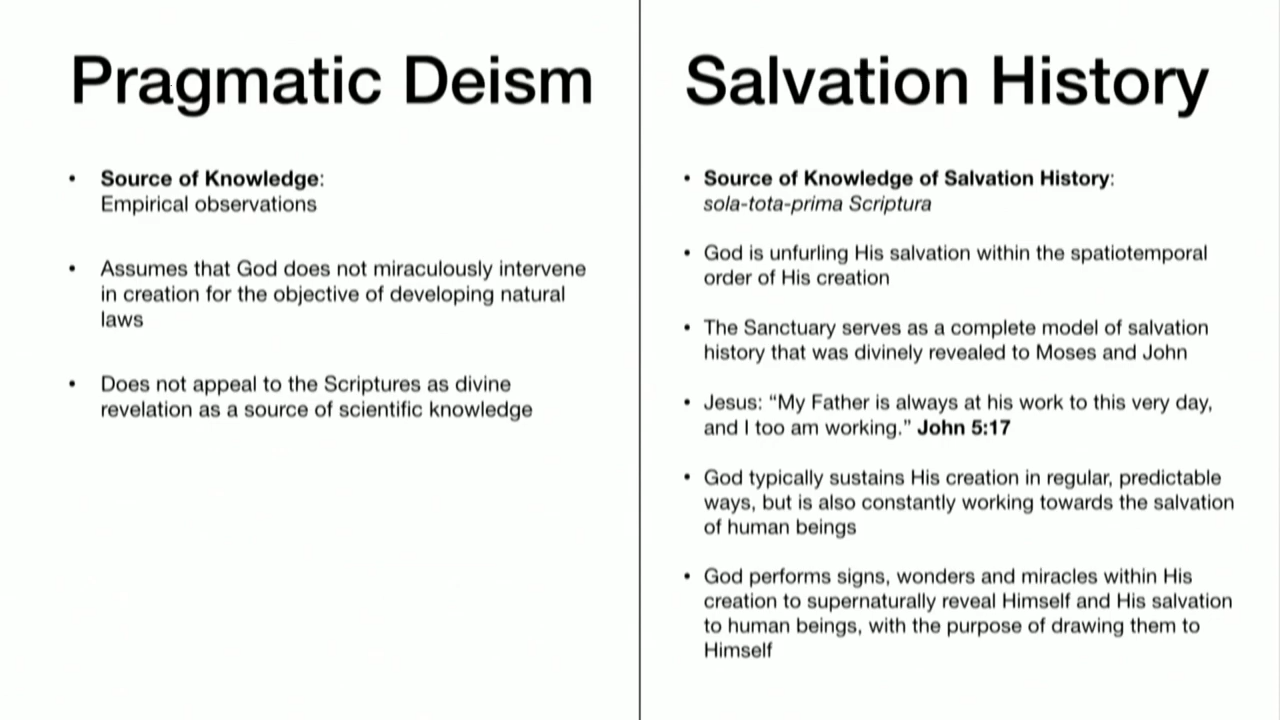 Pragmatic Deism
• Source of Knowledge:
Empirical observations
• Assumes that God does not miraculously intervene
in creation for the objective of developing natural
laws
• Does not appeal to the Scriptures as divine
revelation as a source of scientific knowledge
Salvation History
• Source of Knowledge of Salvation History:
sola-tota-prima Scriptura
• God is unfurling His salvation within the spatiotemporal
order of His creation
• The Sanctuary serves as a complete model of salvation
history that was divinely revealed to Moses and John
• Jesus: “My Father is always at his work to this very day,
and I too am working.” John 5:17
• God typically sustains His creation in regular, predictable
ways, but is also constantly working towards the salvation
of human beings
• God performs signs, wonders and miracles within His
creation to supernaturally reveal Himself and His salvation
to human beings, with the purpose of drawing them to
Himself